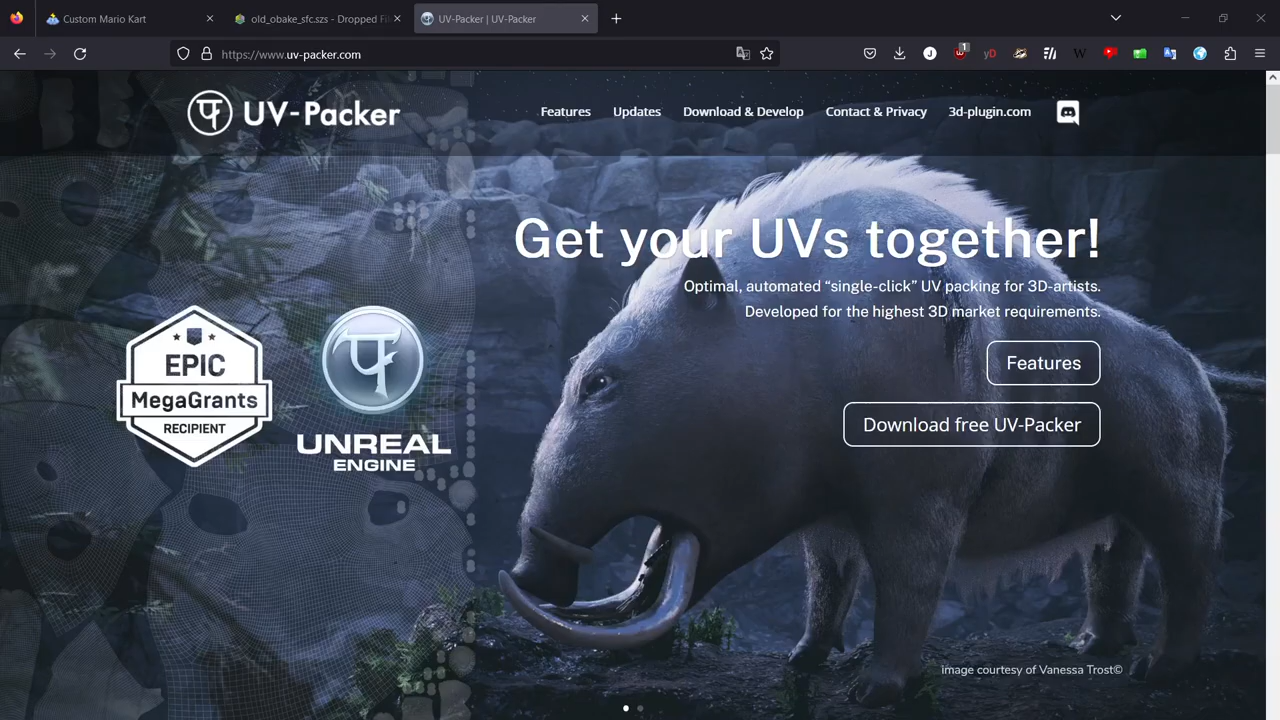 Custom Mario Kart
old_obake_sfc.szs - Dropped Fi
UV-Packer | UV-Packer
https://www.uv-packer.com
1
J
yD
W
UV-Packer
Features
Updates
Download & Develop
Contact & Privacy
3d-plugin.com
Get your UVs together!
Optimal, automated “single-click” UV packing for 3D-artists.
Developed for the highest 3D market requirements.
Features
Download free UV-Packer
EPIC
MegaGrants
RECIPIENT
UNREAL
ENGINE
image courtesy of Vanessa Trost©